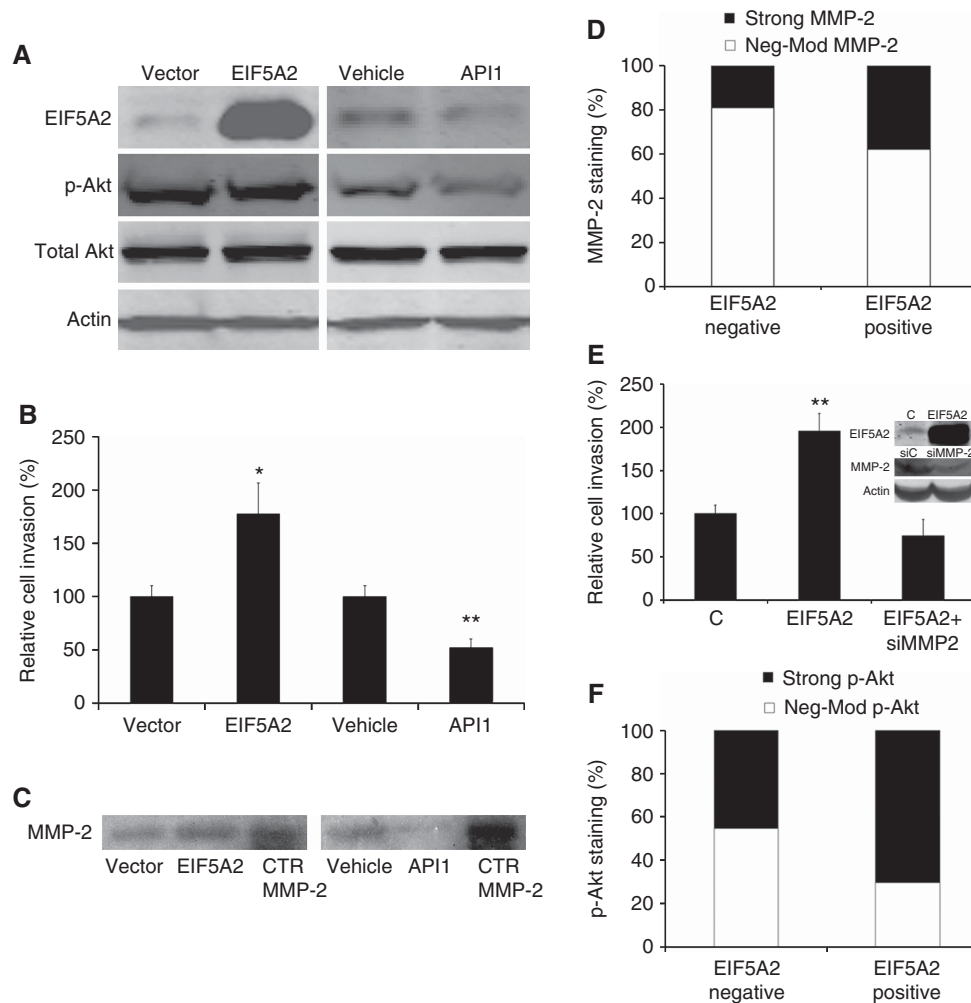 A
Vector EIF5A2 Vehicle API1
EIF5A2
p-Akt
Total Akt
Actin
B
Relative cell invasion (%)
250
200
150
100
50
0
*
**
Vector EIF5A2 Vehicle API1
C
MMP-2
Vector EIF5A2 CTR MMP-2 Vehicle API1 CTR MMP-2
D
Strong MMP-2
Neg-Mod MMP-2
MMP-2 staining (%)
100
80
60
40
20
0
EIF5A2 negative
EIF5A2 positive
E
Relative cell invasion (%)
250
200
150
100
50
0
**
C EIF5A2
EIF5A2
siC siMMP-2
MMP-2
Actin
C EIF5A2 EIF5A2+ siMMP2
F
Strong p-Akt
Neg-Mod p-Akt
p-Akt staining (%)
100
80
60
40
20
0
EIF5A2 negative
EIF5A2 positive